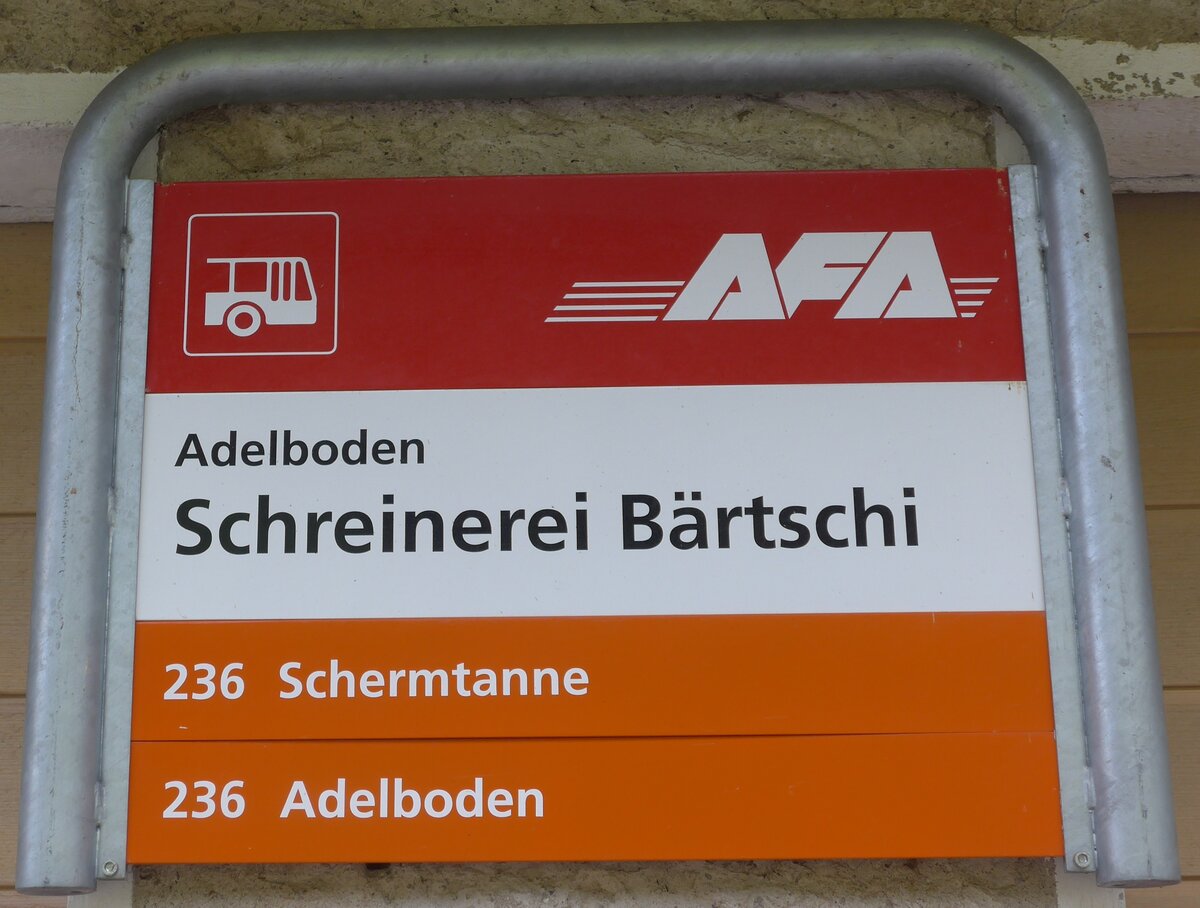 AFA
Adelboden
Schreinerei Bärtschi
236 Schermtanne
236 Adelboden